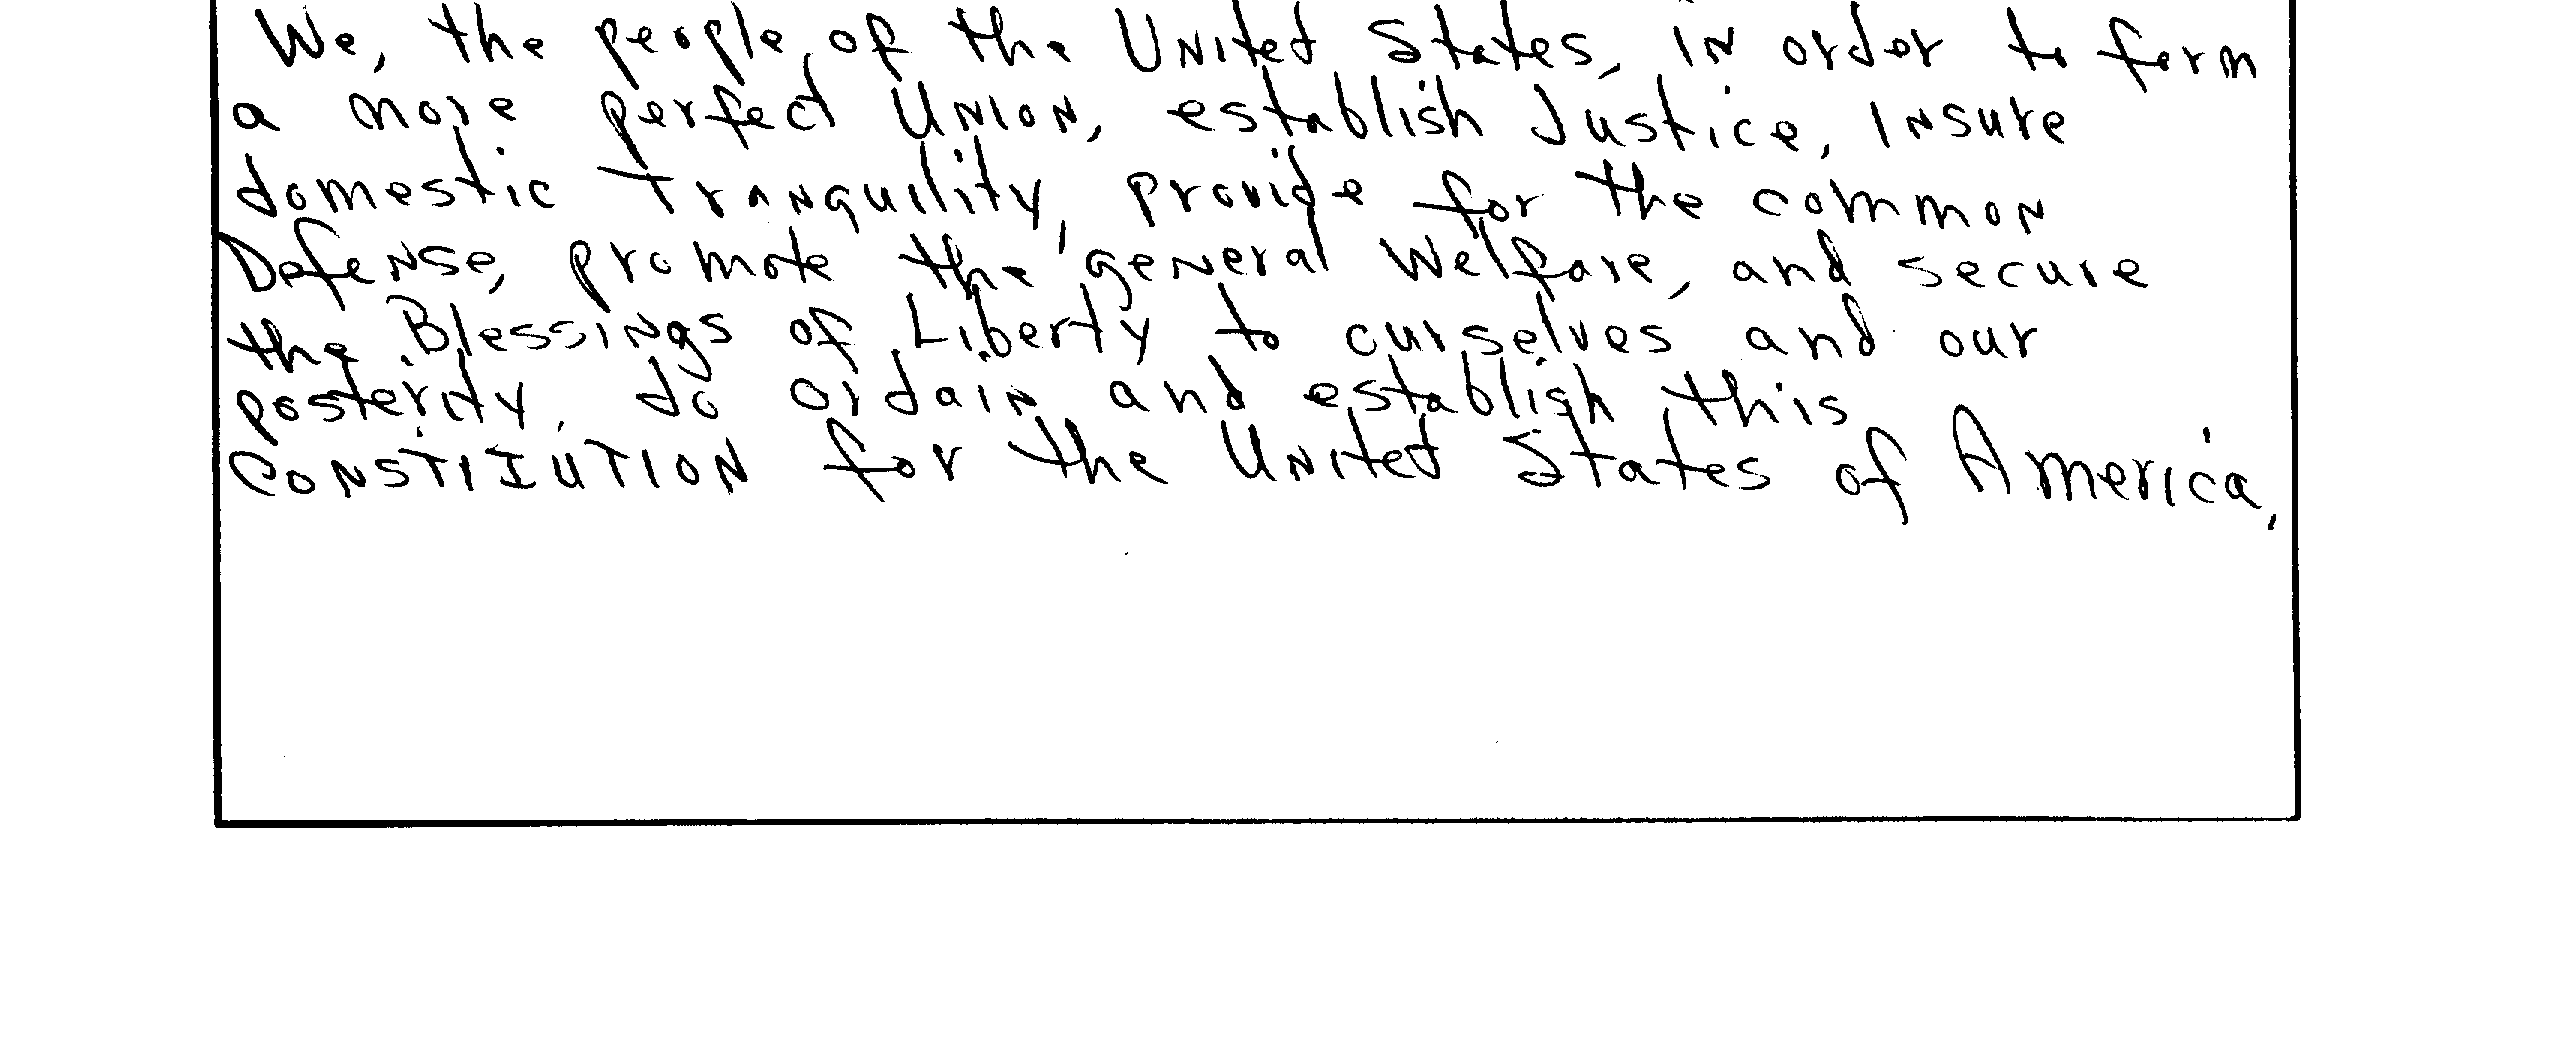 We, the people of the United States, in order to form
a more perfect Union, establish Justice, insure
domestic Tranquility, provide for the common
Defense, promote the general Welfare, and secure
the Blessings of Liberty to ourselves and our
posterity, do ordain and establish this
CONSTITUTION for the United States of America.